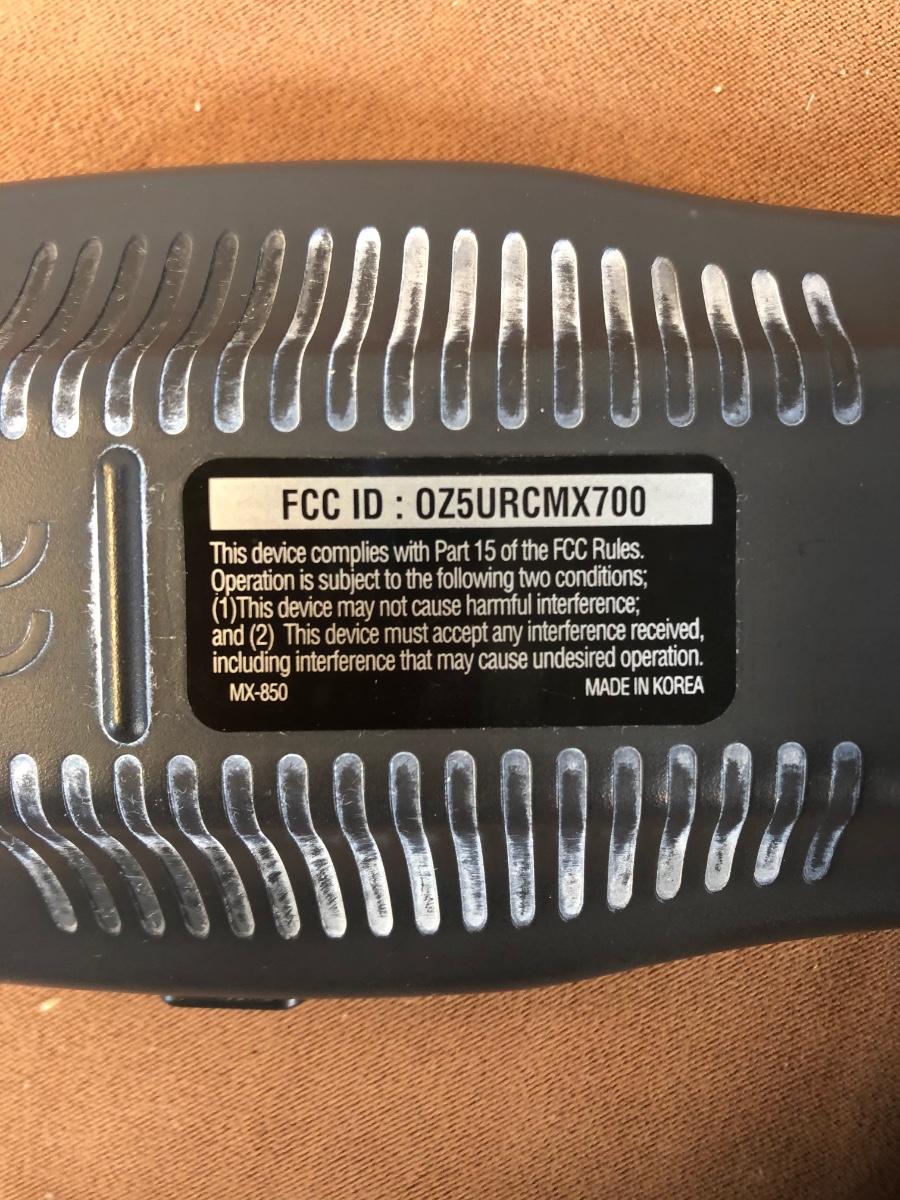 FCC ID : OZ5URCMX700
This device complies with Part 15 of the FCC Rules.
Operation is subject to the following two conditions;
(1)This device may not cause harmful interference;
and (2) This device must accept any interference received,
including interference that may cause undesired operation.
MX-850 MADE IN KOREA
CE